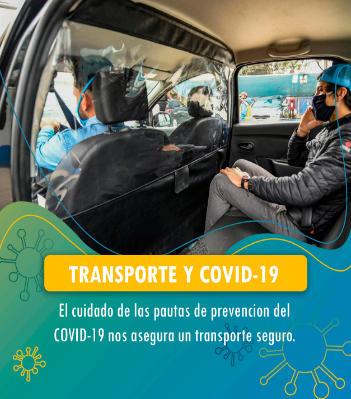 TRANSPORTE Y COVID-19
El cuidado de las pautas de prevencion del
COVID-19 nos asegura un transporte seguro.